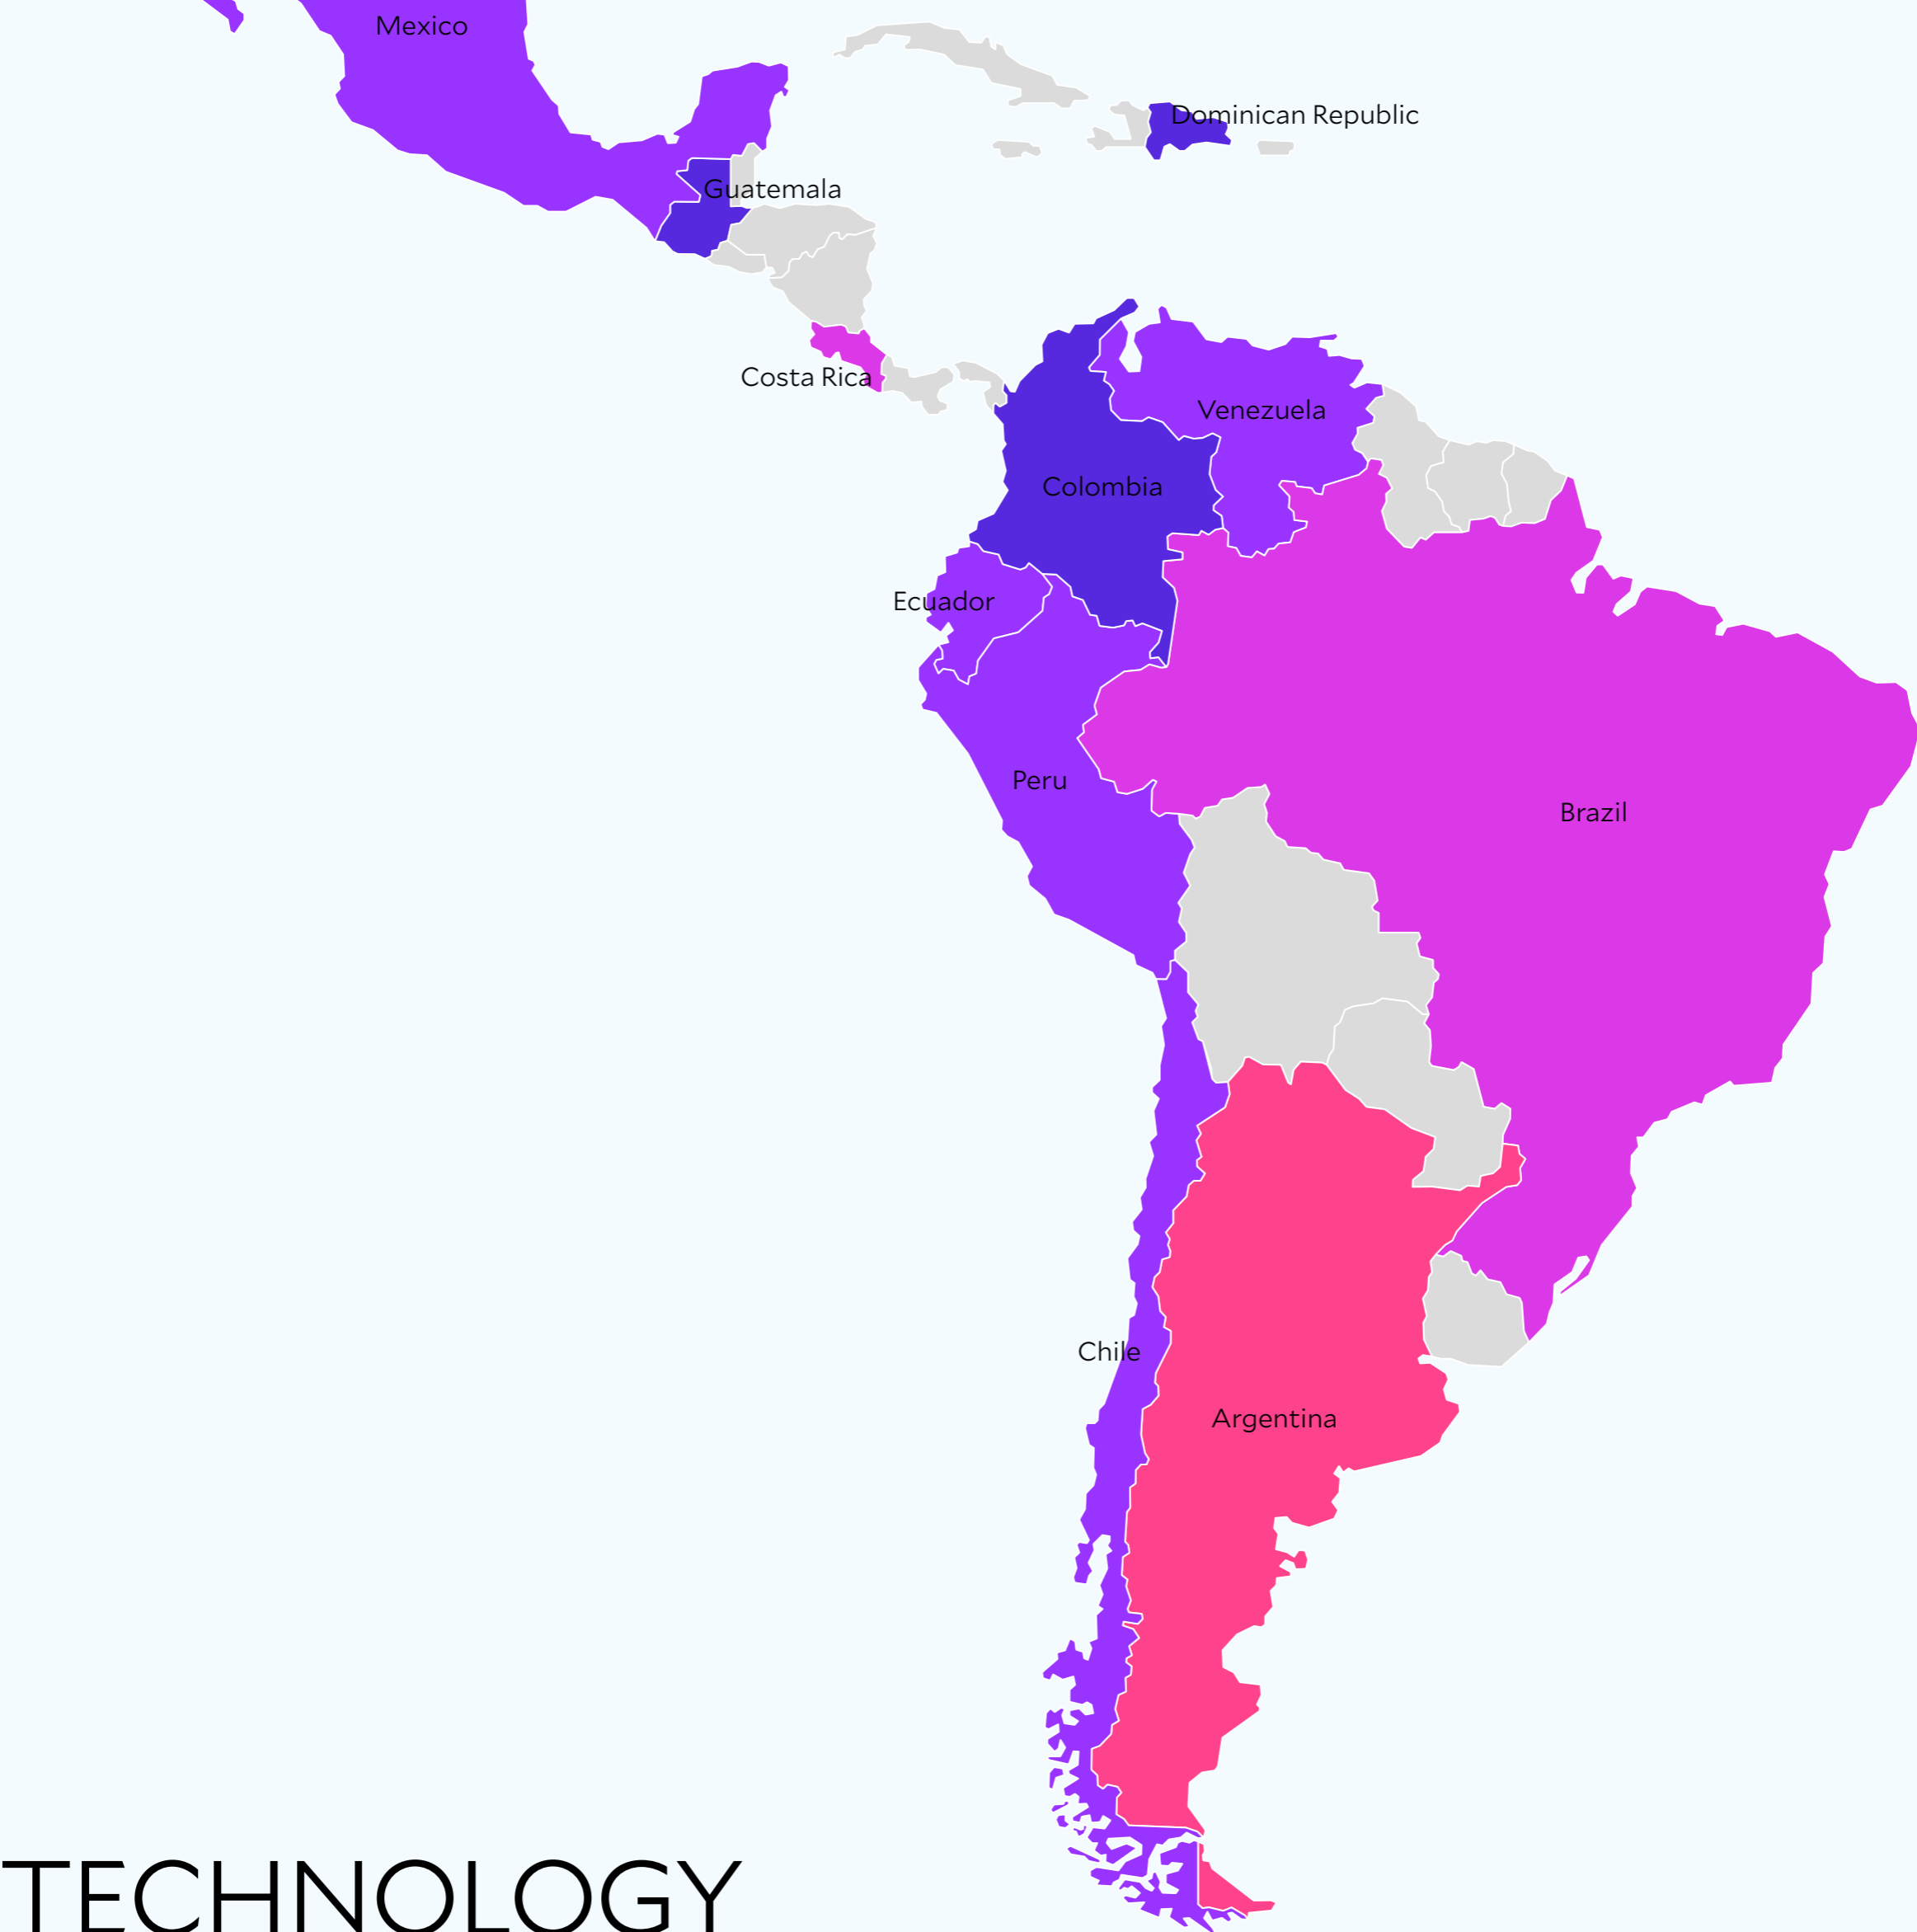 Mexico
Dominican Republic
Guatemala
Costa Rica
Venezuela
Colombia
Ecuador
Peru
Brazil
Chile
Argentina
TECHNOLOGY